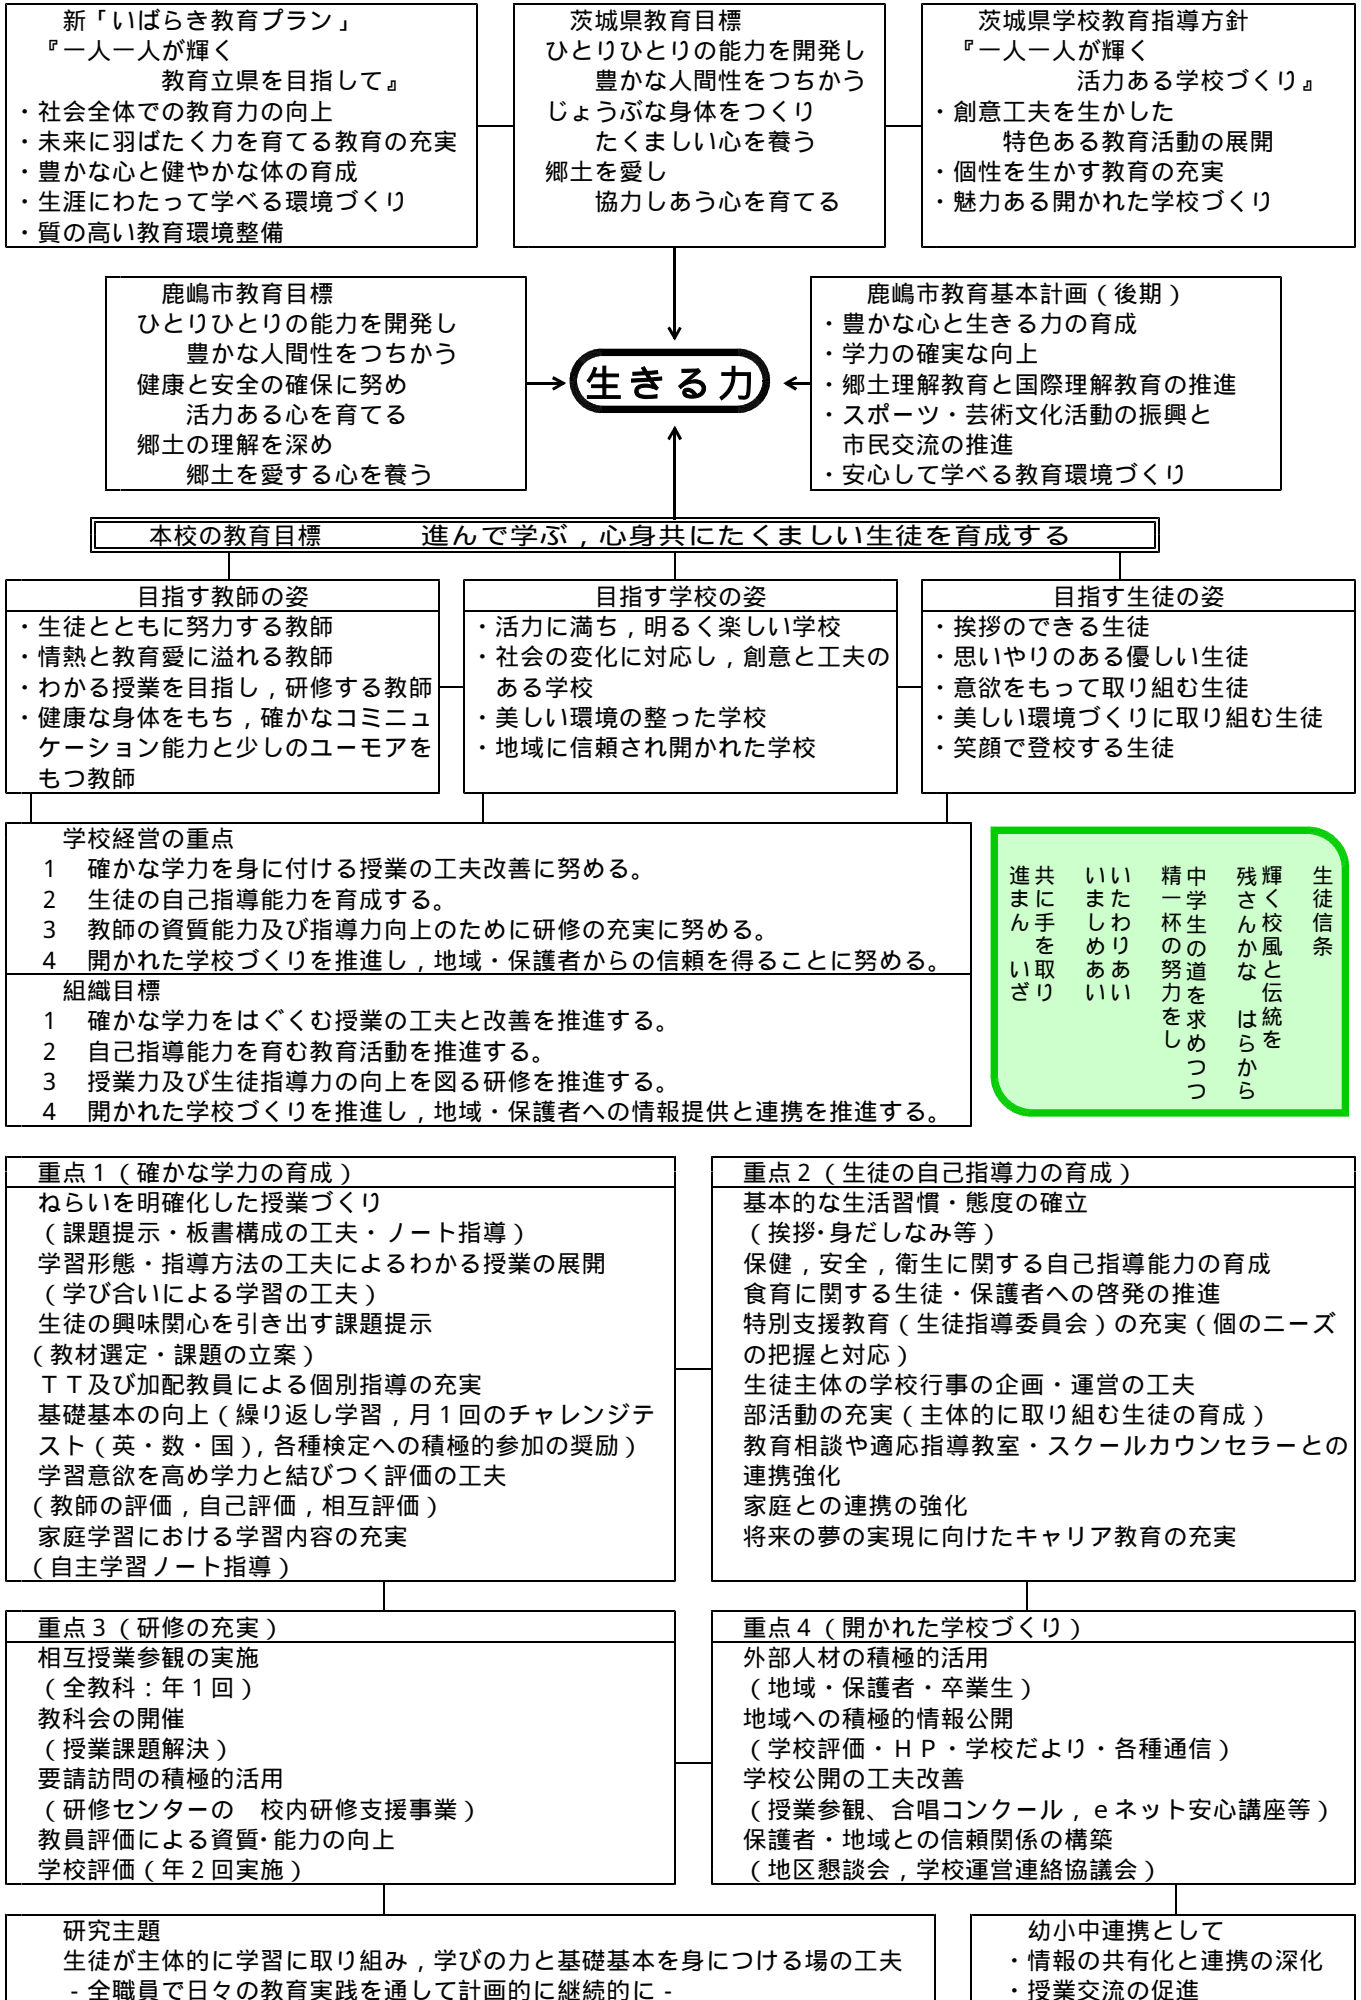 新「いばらき教育プラン」
『一人一人が輝く
教育立県を目指して』
・社会全体での教育力の向上
・未来に羽ばたく力を育てる教育の充実
・豊かな心と健やかな体の育成
・生涯にわたって学べる環境づくり
・質の高い教育環境整備
茨城県教育目標
ひとりひとりの能力を開発し
豊かな人間性をつちかう
じょうぶな身体をつくり
たくましい心を養う
郷土を愛し
協力しあう心を育てる
茨城県学校教育指導方針
『一人一人が輝く
活力ある学校づくり』
・創意工夫を生かした
特色ある教育活動の展開
・個性を生かす教育の充実
・魅力ある開かれた学校づくり
鹿嶋市教育目標
ひとりひとりの能力を開発し
豊かな人間性をつちかう
健康と安全の確保に努め
活力ある心を育てる
郷土の理解を深め
郷土を愛する心を養う
生きる力
鹿嶋市教育基本計画(後期)
・豊かな心と生きる力の育成
・学力の確実な向上
・郷土理解教育と国際理解教育の推進
・スポーツ・芸術文化活動の振興と
市民交流の推進
・安心して学べる教育環境づくり
本校の教育目標 進んで学ぶ,心身共にたくましい生徒を育成する
目指す教師の姿
・生徒とともに努力する教師
・情熱と教育愛に溢れる教師
・わかる授業を目指し,研修する教師
・健康な身体をもち,確かなコミニュ
ケーション能力と少しのユーモアを
もつ教師
目指す学校の姿
・活力に満ち,明るく楽しい学校
・社会の変化に対応し,創意と工夫の
ある学校
・美しい環境の整った学校
・地域に信頼され開かれた学校
目指す生徒の姿
・挨拶のできる生徒
・思いやりのある優しい生徒
・意欲をもって取り組む生徒
・美しい環境づくりに取り組む生徒
・笑顔で登校する生徒
学校経営の重点
1 確かな学力を身に付ける授業の工夫改善に努める。
2 生徒の自己指導能力を育成する。
3 教師の資質能力及び指導力向上のために研修の充実に努める。
4 開かれた学校づくりを推進し,地域・保護者からの信頼を得ることに努める。
組織目標
1 確かな学力をはぐくむ授業の工夫と改善を推進する。
2 自己指導能力を育む教育活動を推進する。
3 授業力及び生徒指導力の向上を図る研修を推進する。
4 開かれた学校づくりを推進し,地域・保護者への情報提供と連携を推進する。
生徒信条
輝く校風と伝統を
残さんかな はらから
中学生の道を求めつつ
精一杯の努力をし
いたわりあい
いましめあい
共に手を取り
進まん いざ
重点1(確かな学力の育成)
ねらいを明確化した授業づくり
(課題提示・板書構成の工夫・ノート指導)
学習形態・指導方法の工夫によるわかる授業の展開
(学び合いによる学習の工夫)
生徒の興味関心を引き出す課題提示
(教材選定・課題の立案)
TT及び加配教員による個別指導の充実
基礎基本の向上(繰り返し学習,月1回のチャレンジテ
スト(英・数・国),各種検定への積極的参加の奨励)
学習意欲を高め学力と結びつく評価の工夫
(教師の評価,自己評価,相互評価)
家庭学習における学習内容の充実
(自主学習ノート指導)
重点2(生徒の自己指導力の育成)
基本的な生活習慣・態度の確立
(挨拶・身だしなみ等)
保健,安全,衛生に関する自己指導能力の育成
食育に関する生徒・保護者への啓発の推進
特別支援教育(生徒指導委員会)の充実(個のニーズ
の把握と対応)
生徒主体の学校行事の企画・運営の工夫
部活動の充実(主体的に取り組む生徒の育成)
教育相談や適応指導教室・スクールカウンセラーとの
連携強化
家庭との連携の強化
将来の夢の実現に向けたキャリア教育の充実
重点3(研修の充実)
相互授業参観の実施
(全教科:年1回)
教科会の開催
(授業課題解決)
要請訪問の積極的活用
(研修センターの 校内研修支援事業)
教員評価による資質・能力の向上
学校評価(年2回実施)
重点4(開かれた学校づくり)
外部人材の積極的活用
(地域・保護者・卒業生)
地域への積極的情報公開
(学校評価・HP・学校だより・各種通信)
学校公開の工夫改善
(授業参観、合唱コンクール,eネット安心講座等)
保護者・地域との信頼関係の構築
(地区懇談会,学校運営連絡協議会)
研究主題
生徒が主体的に学習に取り組み,学びの力と基礎基本を身につける場の工夫
- 全職員で日々の教育実践を通して計画的に継続的に -
幼小中連携として
・情報の共有化と連携の深化
・授業交流の促進